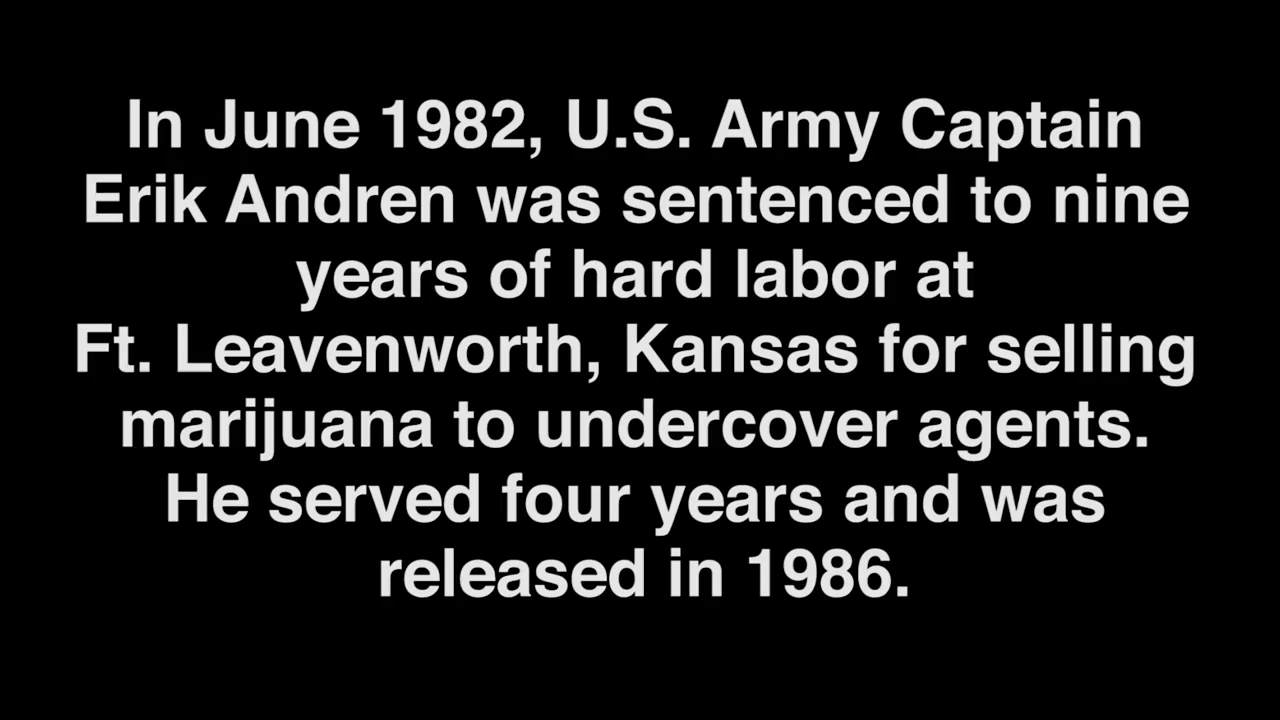 In June 1982, U.S. Army Captain
Erik Andren was sentenced to nine
years of hard labor at
Ft. Leavenworth, Kansas for selling
marijuana to undercover agents.
He served four years and was
released in 1986.